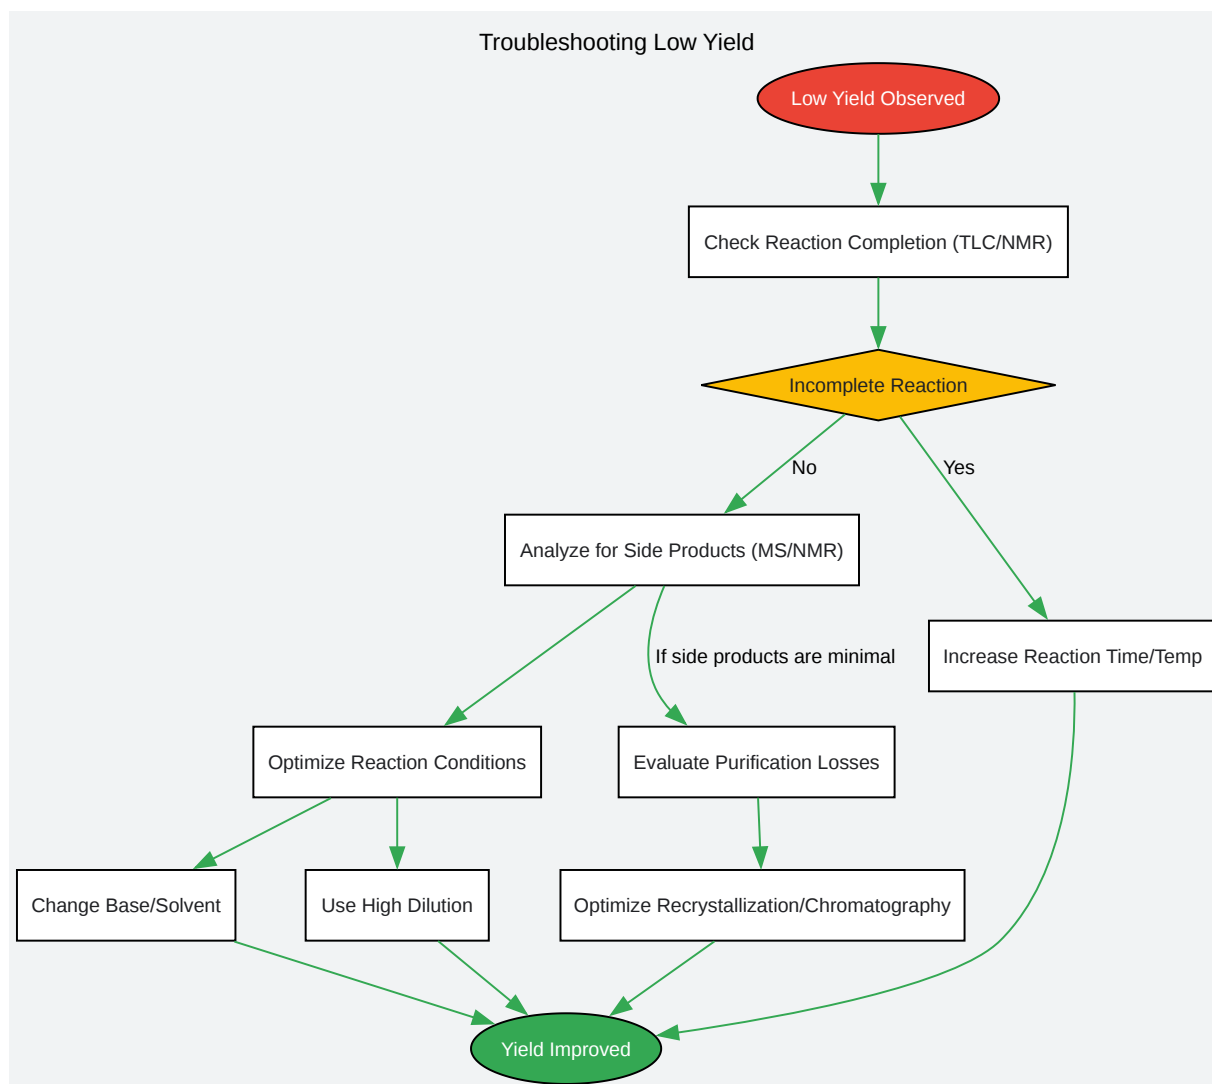 Troubleshooting Low Yield
Low Yield Observed
Check Reaction Completion (TLC/NMR)
Incomplete Reaction
No
Yes
Analyze for Side Products (MS/NMR)
If side products are minimal
Increase Reaction Time/Temp
Optimize Reaction Conditions
Evaluate Purification Losses
Change Base/Solvent
Use High Dilution
Optimize Recrystallization/Chromatography
Yield Improved